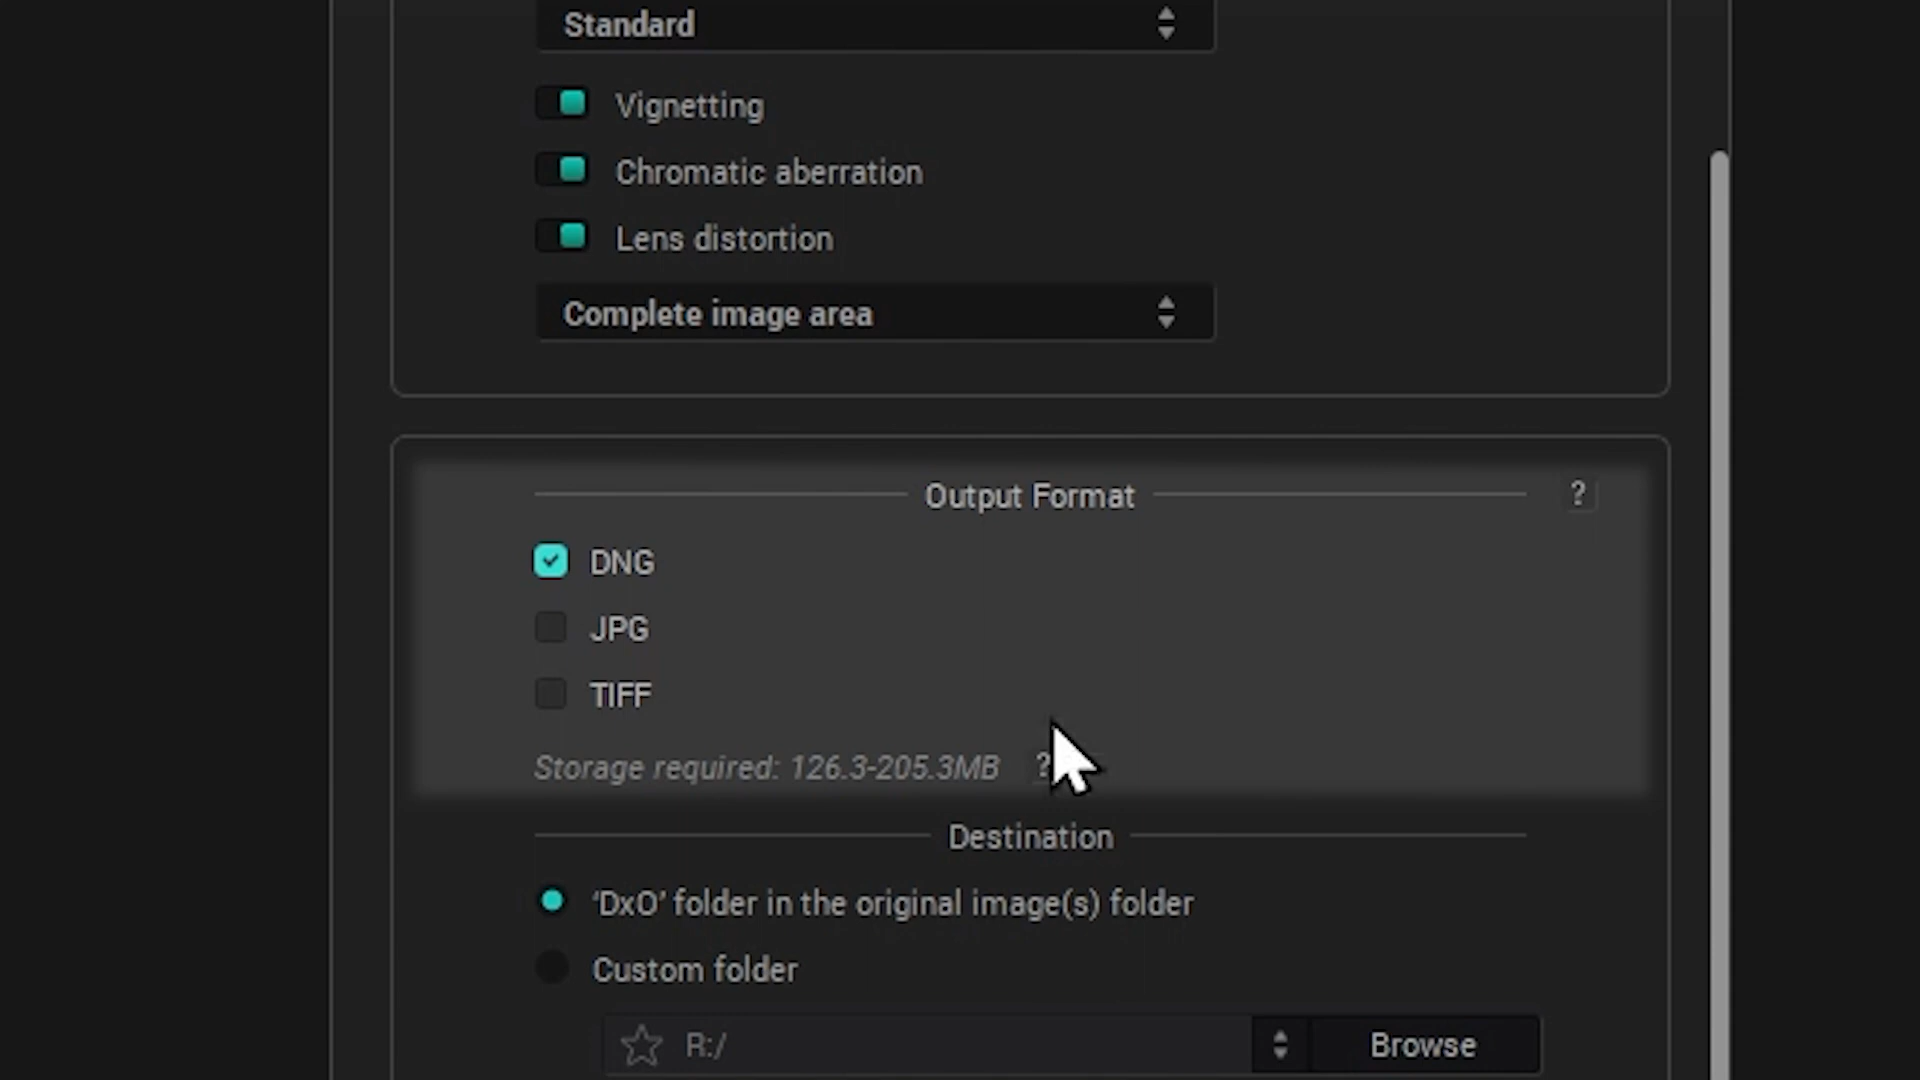 Standard
Vignetting
Chromatic aberration
Lens distortion
Complete image area
Output Format ?
DNG
JPG
TIFF
Storage required: 126.3-205.3MB ?
Destination
‘DxO’ folder in the original image(s) folder
Custom folder
R:/ Browse